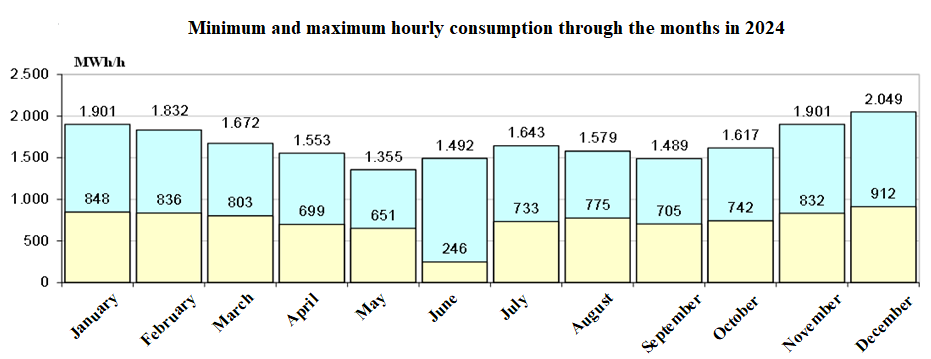 Minimum and maximum hourly consumption through the months in 2024
MWh/h
2.500
2.000
1.500
1.000
500
0
1.901 1.832 1.672 1.553 1.355 1.492 1.643 1.579 1.489 1.617 1.901 2.049
848 836 803 699 651 246 733 775 705 742 832 912
January February March April May June July August September October November December